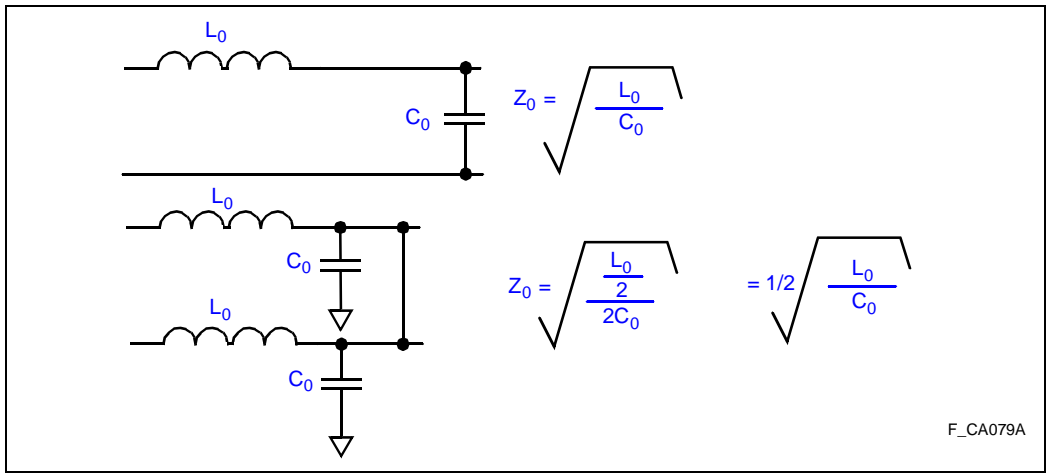 L₀
C₀
Z₀ = √(L₀/C₀)
L₀
C₀
L₀
C₀
Z₀ = √((L₀/2)/(2C₀)) = 1/2 √(L₀/C₀)
F_CA079A